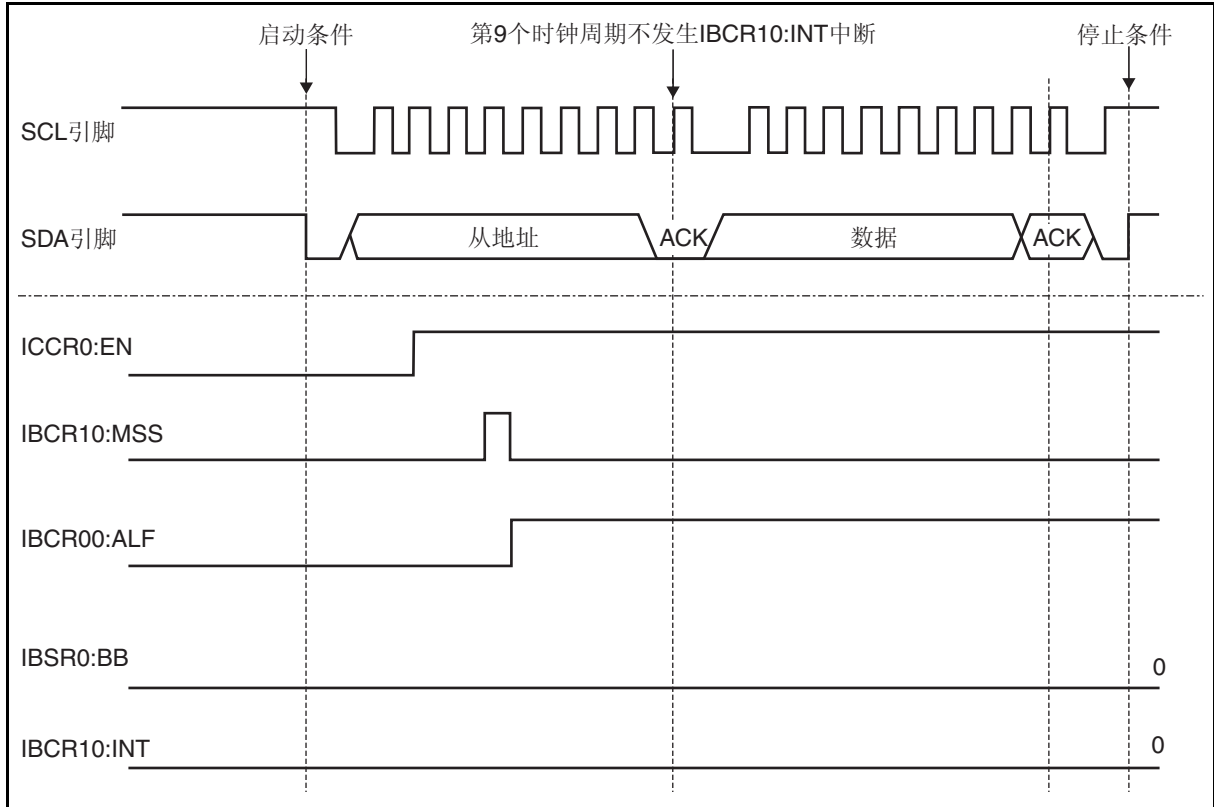 启动条件 第9个时钟周期不发生IBCR10:INT中断 停止条件
SCL引脚
SDA引脚 从地址 ACK 数据 ACK
ICCR0:EN
IBCR10:MSS
IBCR00:ALF
IBSR0:BB 0
IBCR10:INT 0